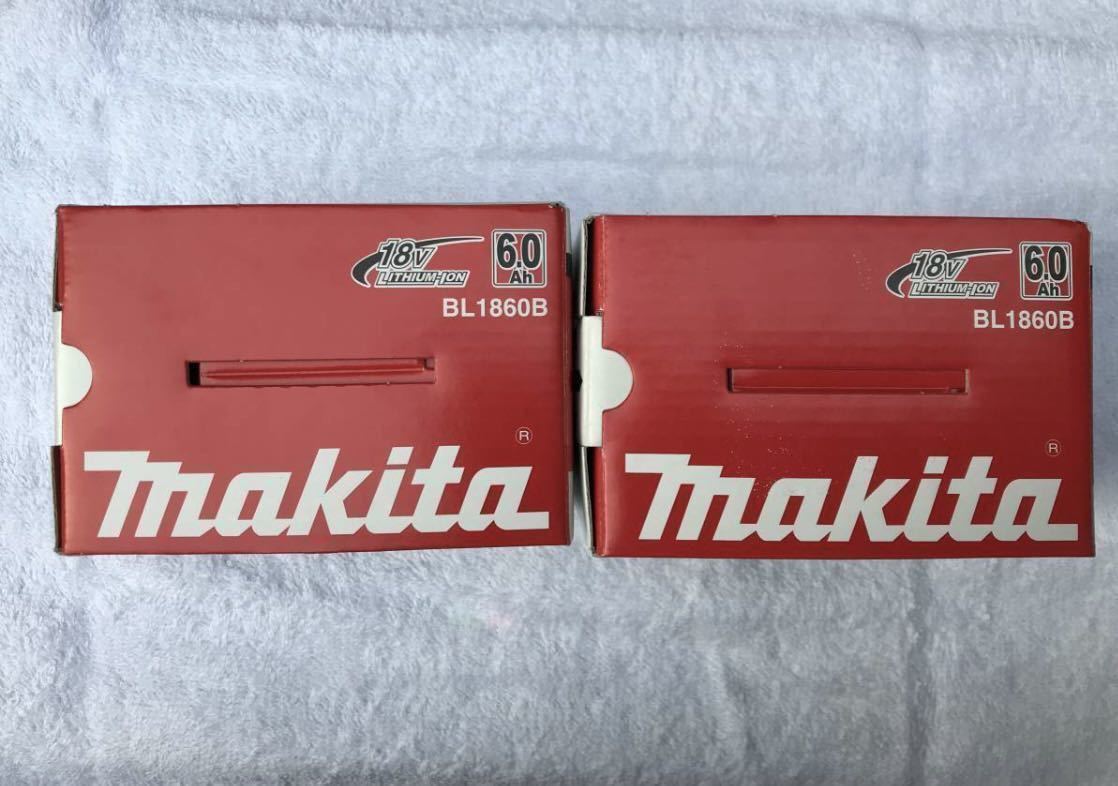 18V
LITHIUM-ION
6.0
Ah
BL1860B
makita®
18V
LITHIUM-ION
6.0
Ah
BL1860B
makita®